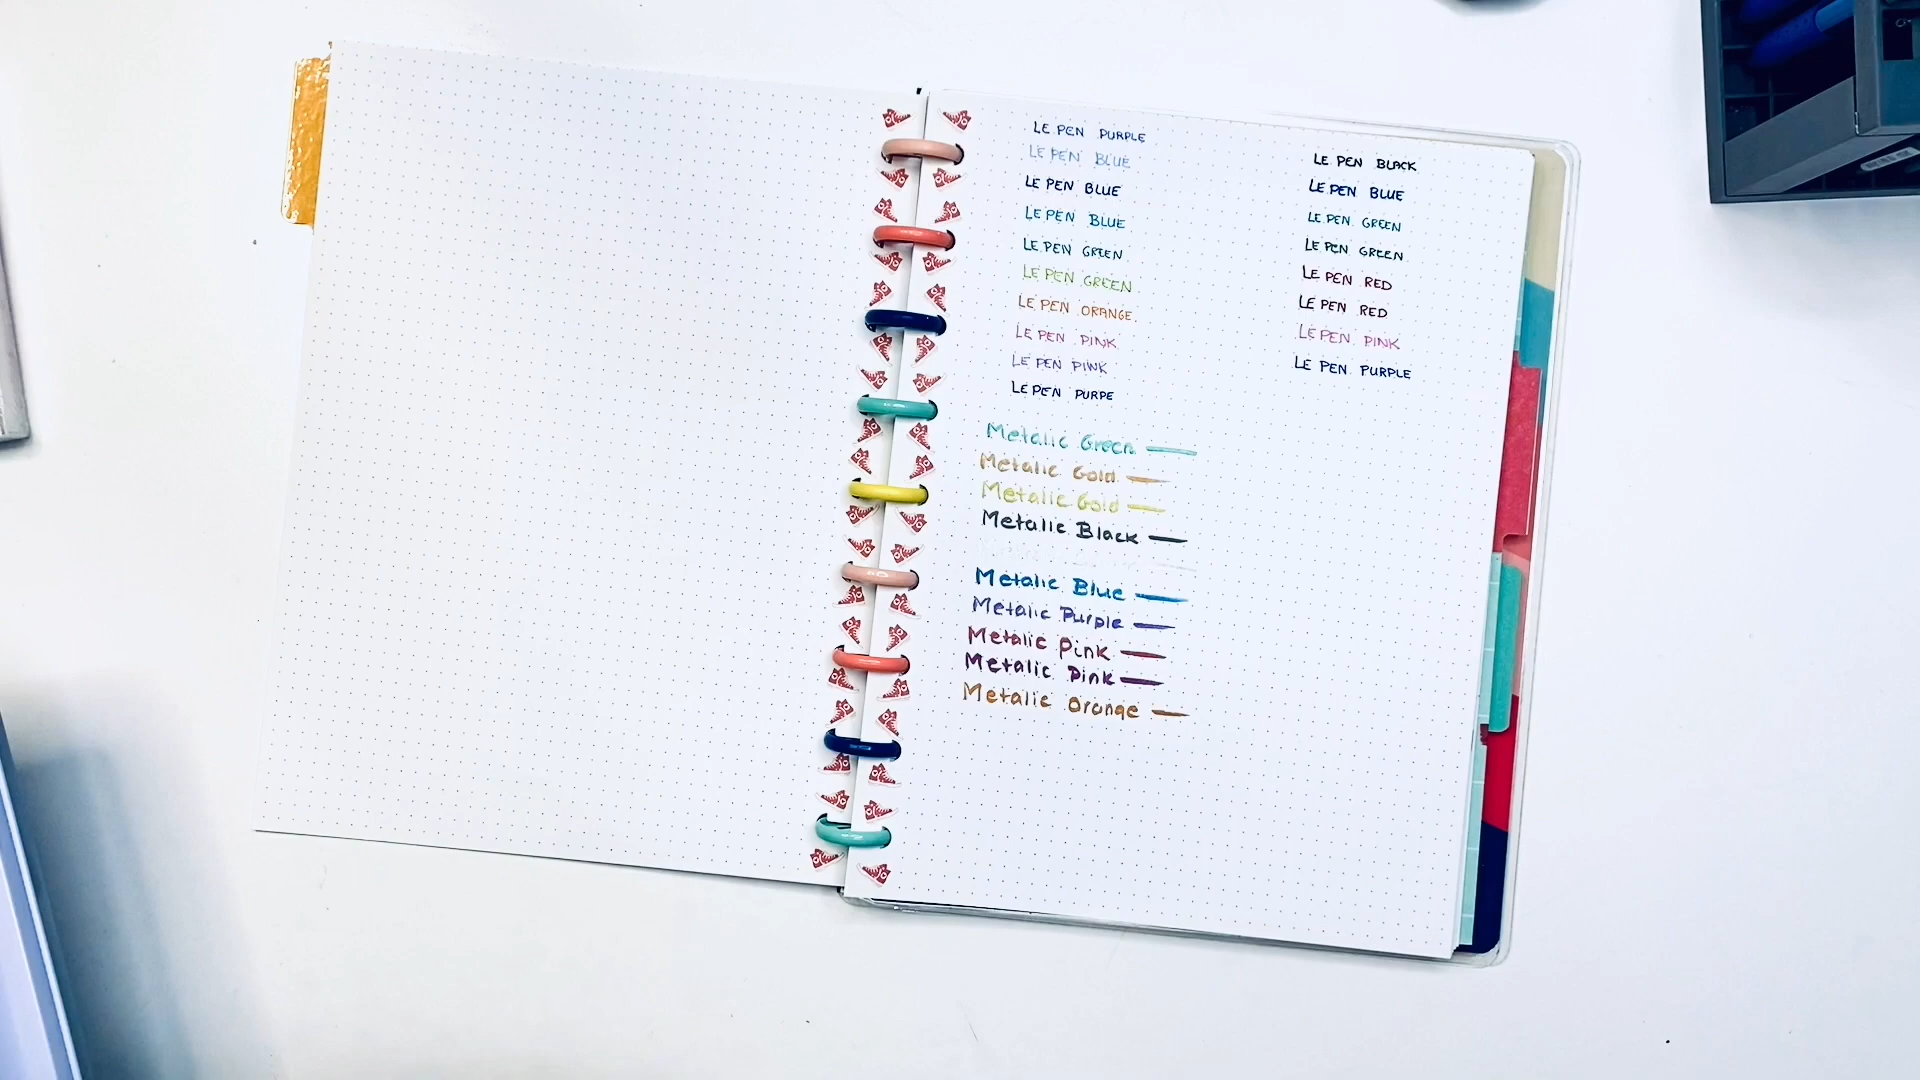 LE PEN PURPLE
LE PEN BLUE
LE PEN BLUE
LE PEN BLUE
LE PEN GREEN
LE PEN GREEN
LE PEN ORANGE
LE PEN PINK
LE PEN PINK
LE PEN PURPE
LE PEN BLACK
LE PEN BLUE
LE PEN GREEN
LE PEN GREEN
LE PEN RED
LE PEN RED
LE PEN PINK
LE PEN PURPLE
Metalic Green
Metalic Gold
Metalic Gold
Metalic Black
Metalic Blue
Metalic Purple
Metalic Pink
Metalic Pink
Metalic Orange